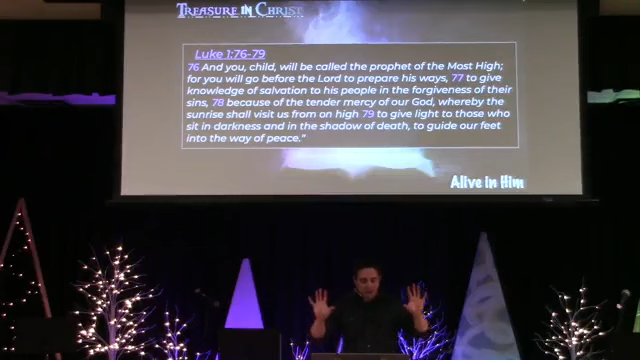 TREASURE IN CHRIST
Luke 1:76-79
76 And you, child, will be called the prophet of the Most High;
for you will go before the Lord to prepare his ways, 77 to give
knowledge of salvation to his people in the forgiveness of their
sins, 78 because of the tender mercy of our God, whereby the
sunrise shall visit us from on high 79 to give light to those who
sit in darkness and in the shadow of death, to guide our feet
into the way of peace.”
Alive in Him